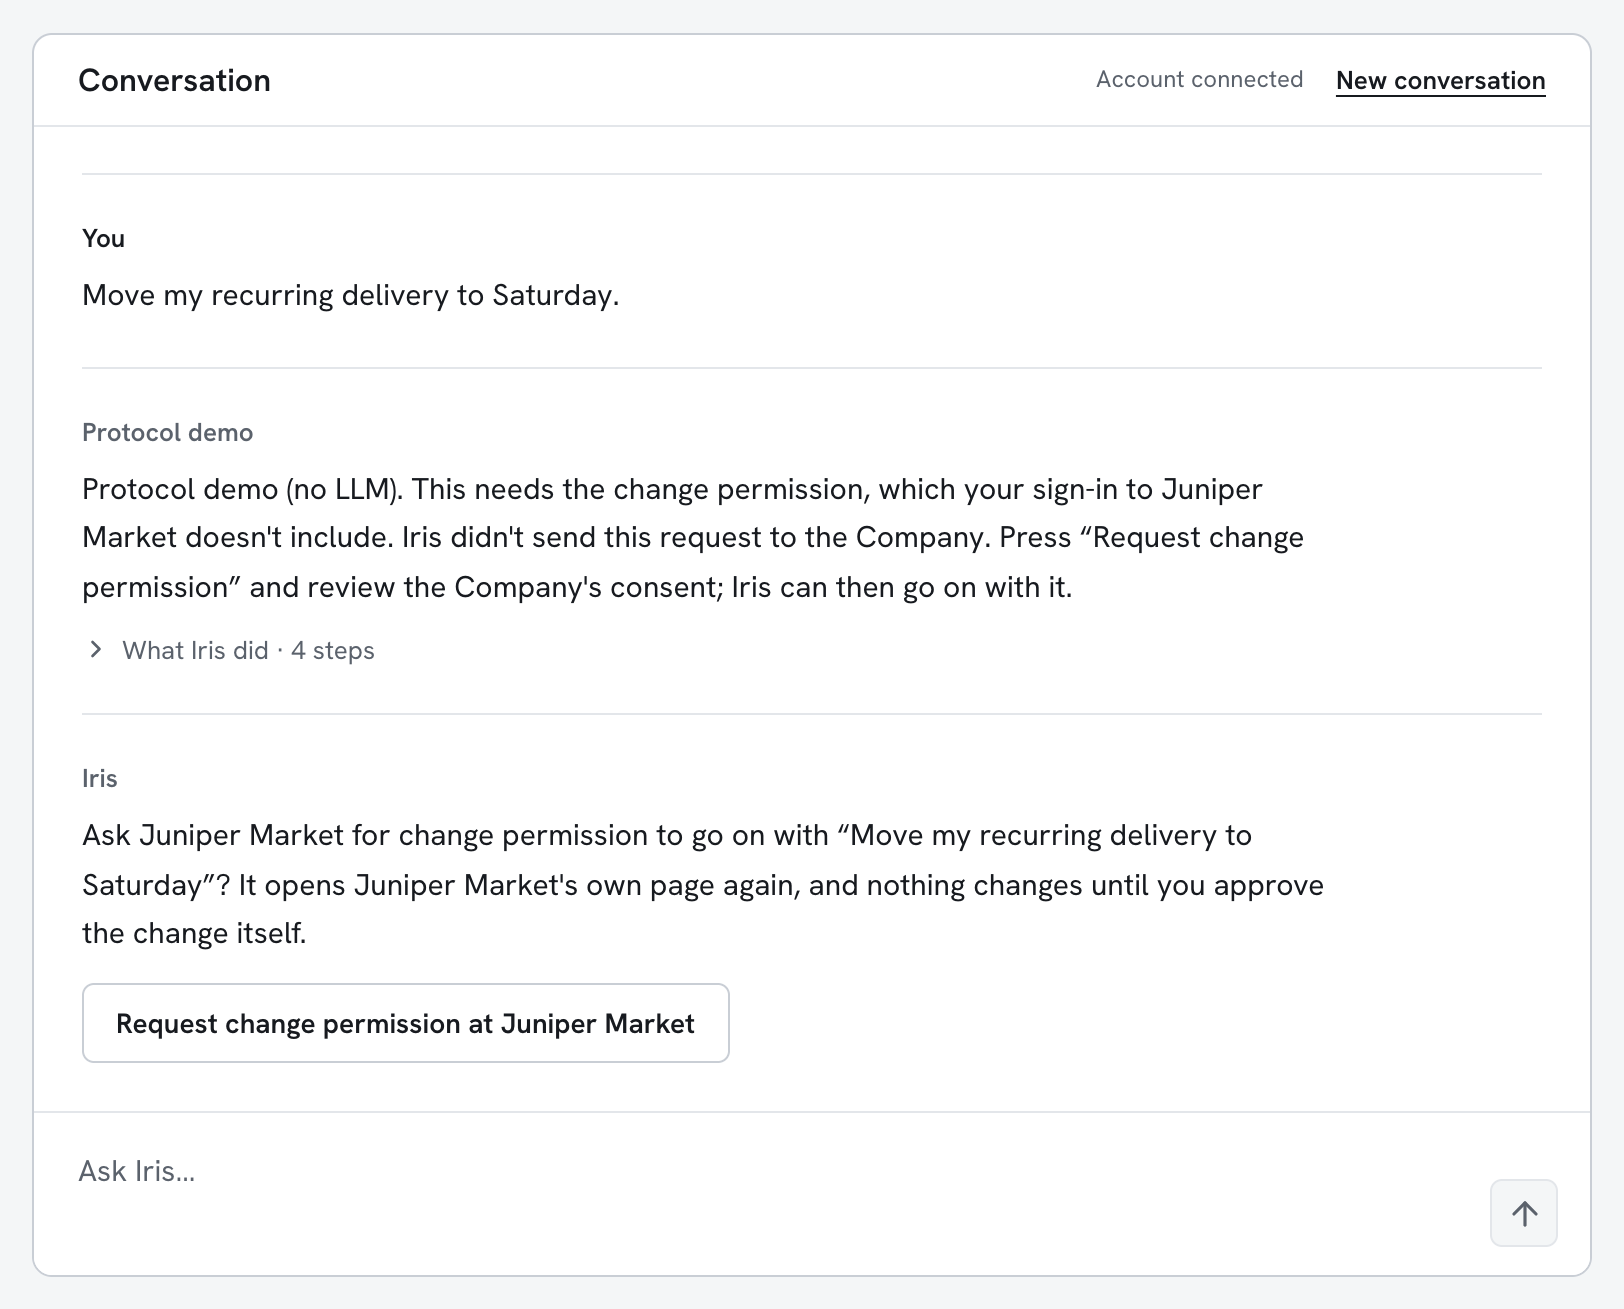 Conversation
Account connected
New conversation
You
Move my recurring delivery to Saturday.
Protocol demo
Protocol demo (no LLM). This needs the change permission, which your sign-in to Juniper
Market doesn't include. Iris didn't send this request to the Company. Press “Request change
permission” and review the Company's consent; Iris can then go on with it.
What Iris did · 4 steps
Iris
Ask Juniper Market for change permission to go on with “Move my recurring delivery to
Saturday”? It opens Juniper Market's own page again, and nothing changes until you approve
the change itself.
Request change permission at Juniper Market
Ask Iris...